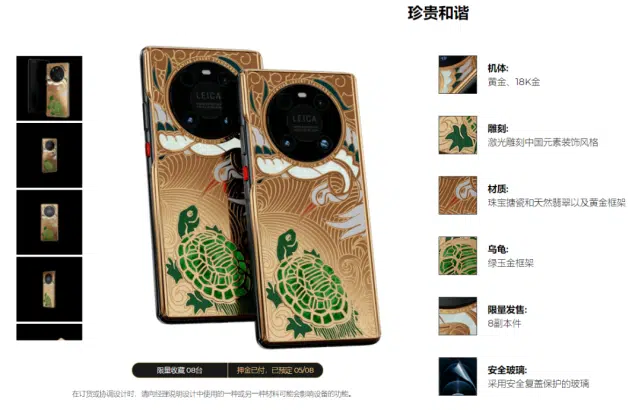 珍贵和谐
LEICA
LEICA
机体:
黄金、18K金
雕刻:
激光雕刻中国元素装饰风格
材质:
珠宝搪瓷和天然翡翠以及黄金框架
乌龟:
绿玉金框架
限量发售:
8副本件
安全玻璃:
采用安全复盖保护的玻璃
限量收藏 08台
押金已付，已预定 05/08
在订货或协调设计时，请向经理说明设计中使用的一种或另一种材料可能会影响设备的功能。